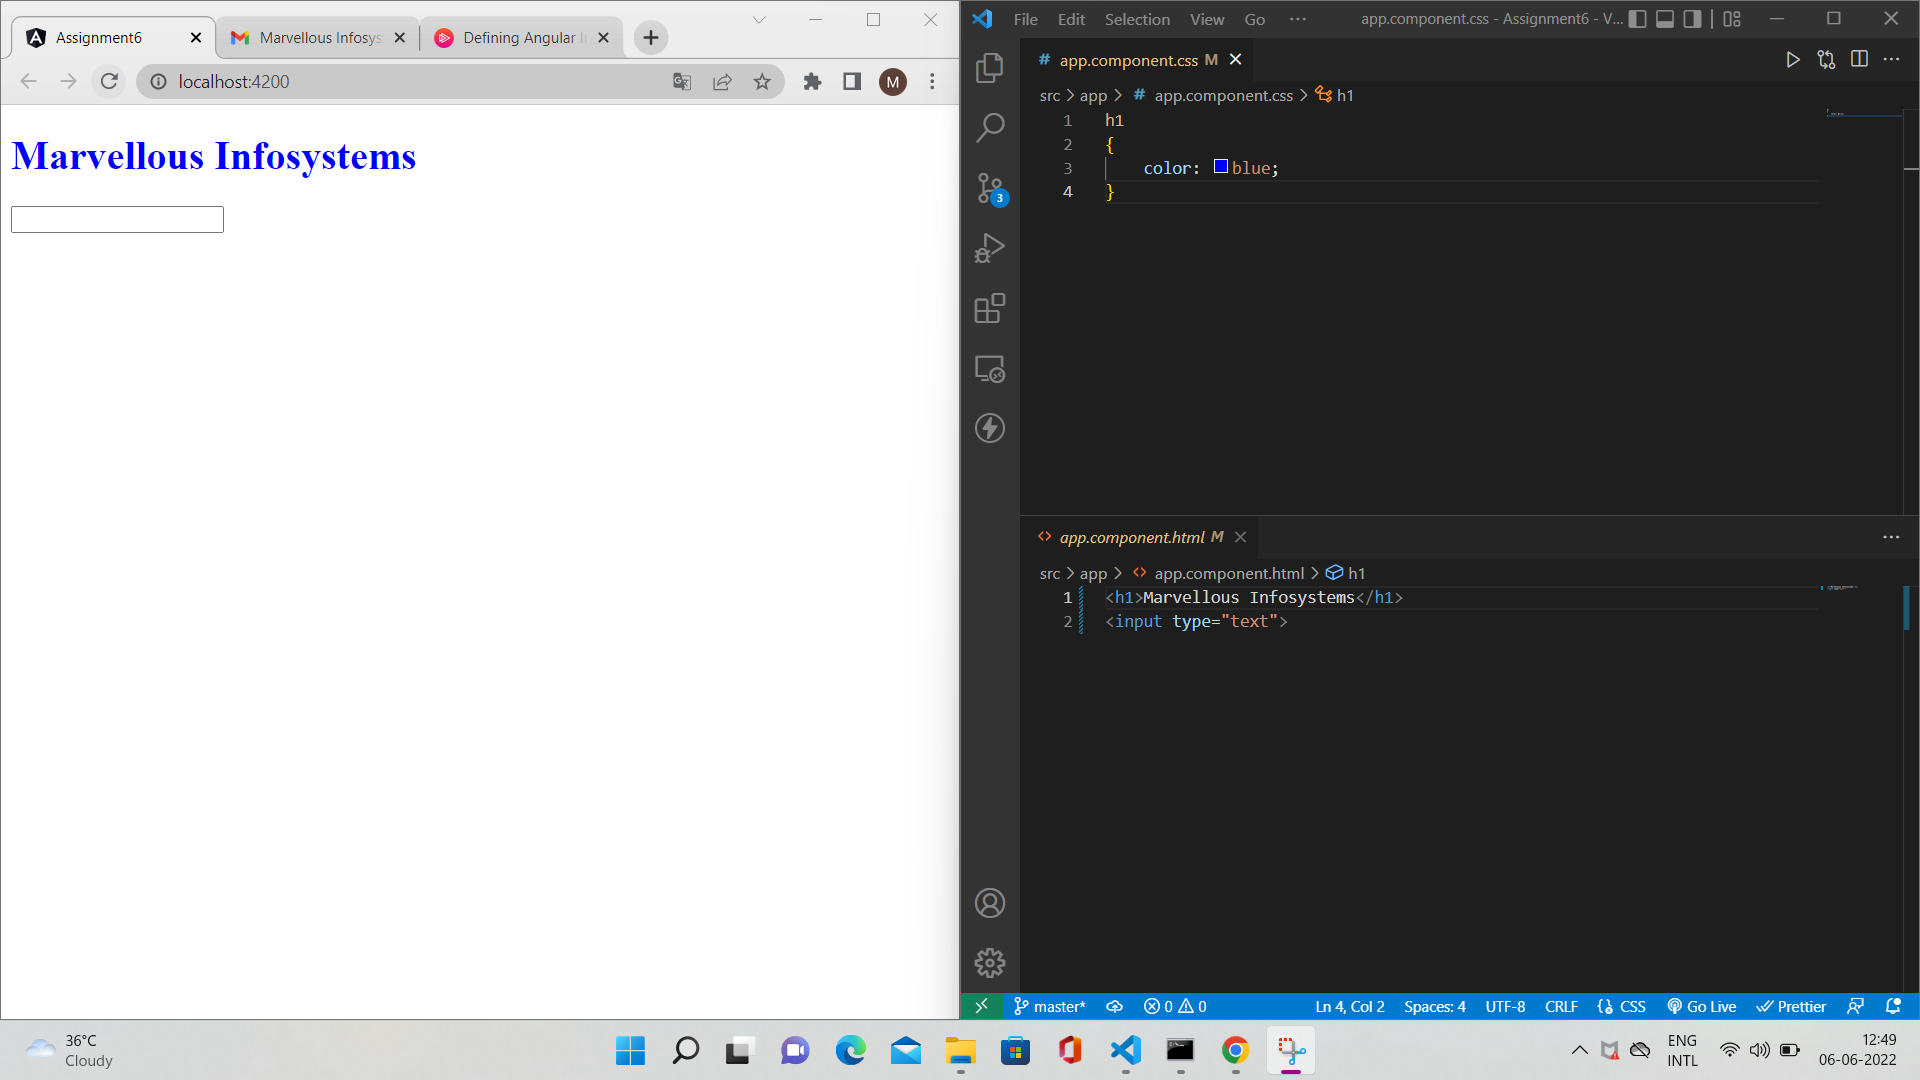 Assignment6
Marvellous Infosys
Defining Angular I
localhost:4200
M
Marvellous Infosystems
File Edit Selection View Go ···
app.component.css - Assignment6 - V...
# app.component.css M
src > app > # app.component.css > h1
1 h1
2 {
3 color: blue;
4 }
3
<> app.component.html M
src > app > <> app.component.html > h1
1 <h1>Marvellous Infosystems</h1>
2 <input type="text">
master* 0 0 Ln 4, Col 2 Spaces: 4 UTF-8 CRLF {} CSS Go Live Prettier
36°C
Cloudy
ENG
INTL
12:49
06-06-2022